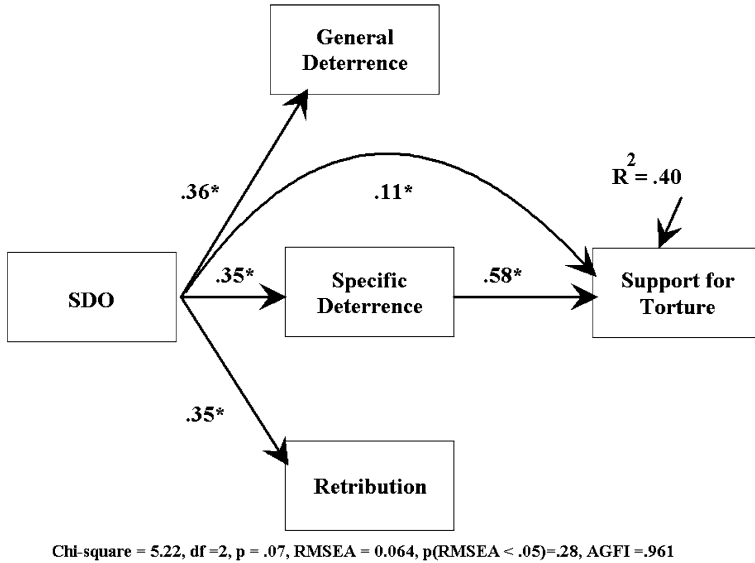 General
Deterrence
R² = .40
.36*
.11*
SDO
.35*
Specific
Deterrence
.58*
Support for
Torture
.35*
Retribution
Chi-square = 5.22, df =2, p = .07, RMSEA = 0.064, p(RMSEA < .05)=.28, AGFI =.961